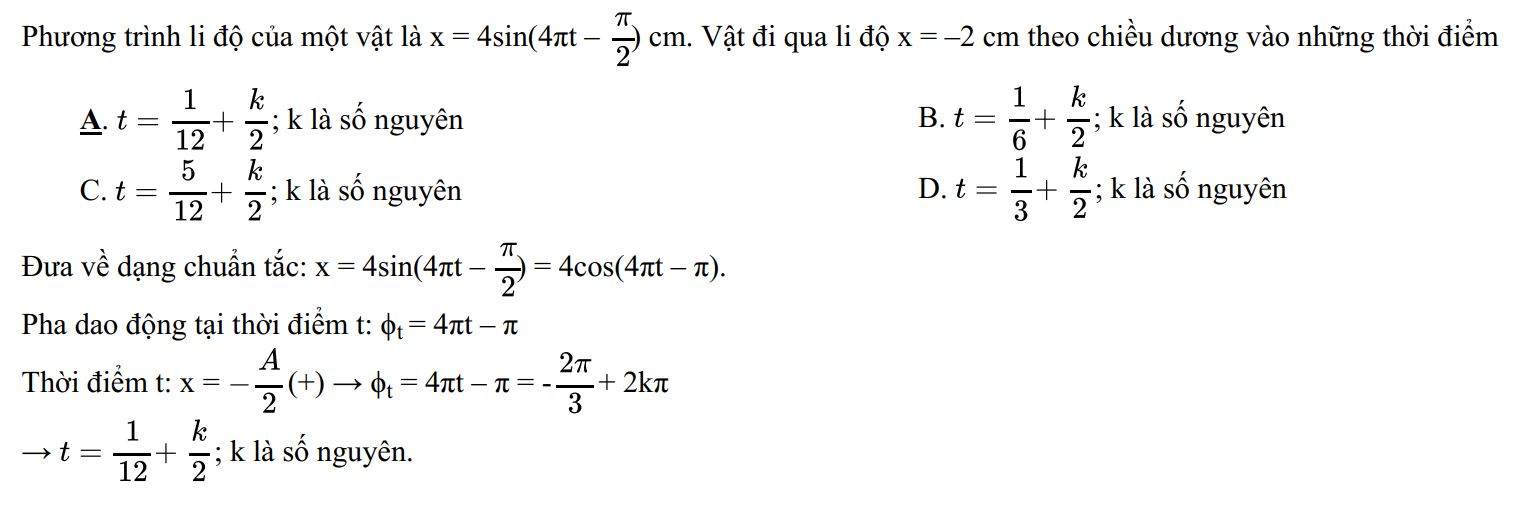 Phương trình li độ của một vật là x = 4sin(4πt – π/2) cm. Vật đi qua li độ x = –2 cm theo chiều dương vào những thời điểm
A. t = 1/12 + k/2; k là số nguyên B. t = 1/6 + k/2; k là số nguyên
C. t = 5/12 + k/2; k là số nguyên D. t = 1/3 + k/2; k là số nguyên
Đưa về dạng chuẩn tắc: x = 4sin(4πt – π/2) = 4cos(4πt – π).
Pha dao động tại thời điểm t: ϕt = 4πt – π
Thời điểm t: x = – A/2 (+) → ϕt = 4πt – π = - 2π/3 + 2kπ
→ t = 1/12 + k/2; k là số nguyên.